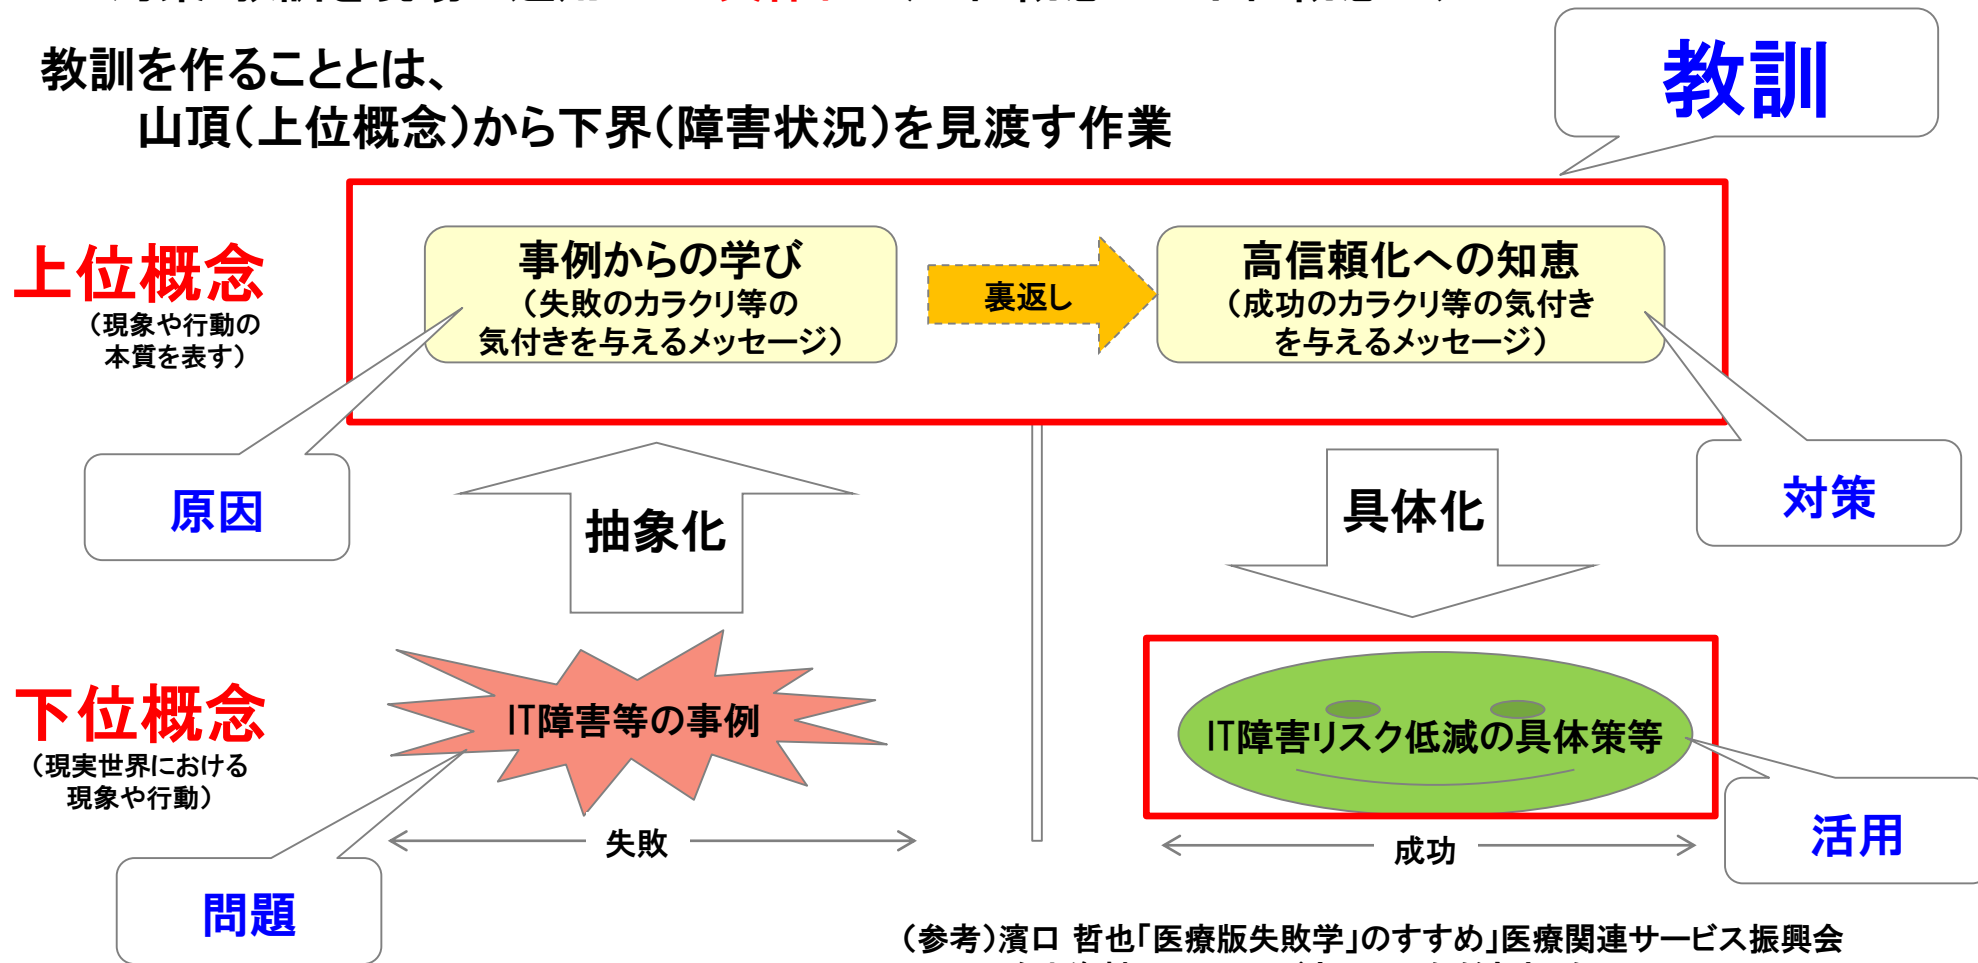 教訓を作ることとは、
山頂(上位概念)から下界(障害状況)を見渡す作業
教訓
上位概念
(現象や行動の
本質を表す)
事例からの学び
(失敗のカラクリ等の
気付きを与えるメッセージ)
裏返し
高信頼化への知恵
(成功のカラクリ等の気付き
を与えるメッセージ)
原因
抽象化
具体化
対策
下位概念
(現実世界における
現象や行動)
IT障害等の事例
IT障害リスク低減の具体策等
失敗
成功
問題
活用
(参考)濱口 哲也「医療版失敗学」のすすめ」医療関連サービス振興会